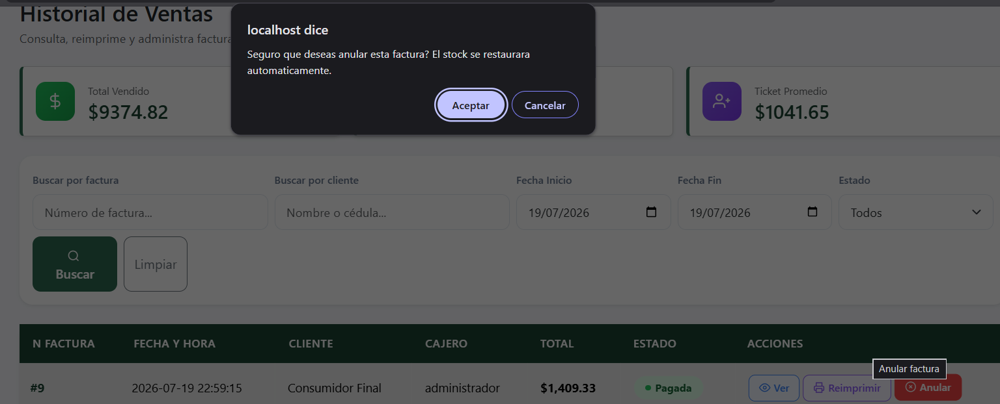 Historial de Ventas
Consulta, reimprime y administra factura
localhost dice
Seguro que deseas anular esta factura? El stock se restaurara
automaticamente.
Aceptar
Cancelar
Total Vendido
$9374.82
Ticket Promedio
$1041.65
Buscar por factura
Buscar por cliente
Fecha Inicio
Fecha Fin
Estado
Número de factura...
Nombre o cédula...
19/07/2026
19/07/2026
Todos
Buscar
Limpiar
N FACTURA
FECHA Y HORA
CLIENTE
CAJERO
TOTAL
ESTADO
ACCIONES
Anular factura
#9
2026-07-19 22:59:15
Consumidor Final
administrador
$1,409.33
Pagada
Ver
Reimprimir
Anular